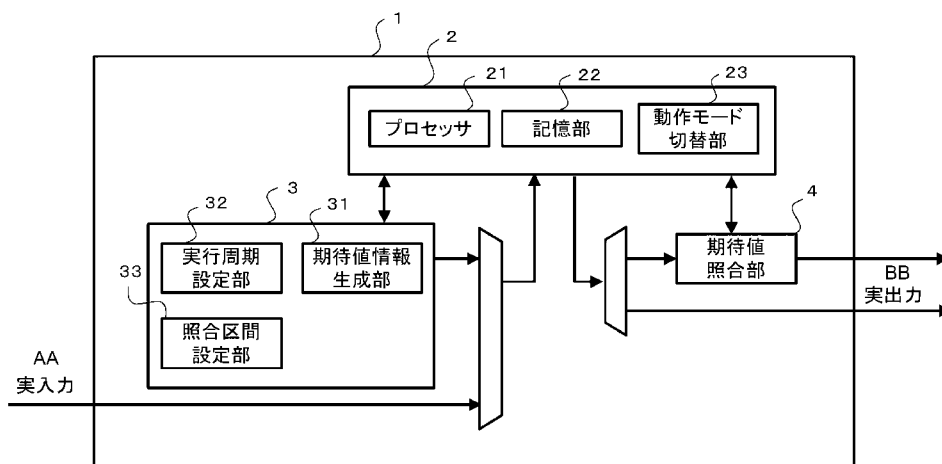 1
2
21
22
23
プロセッサ
記憶部
動作モード
切替部
3
32
31
4
実行周期
設定部
期待値情報
生成部
期待値
照合部
33
照合区間
設定部
BB
実出力
AA
実入力